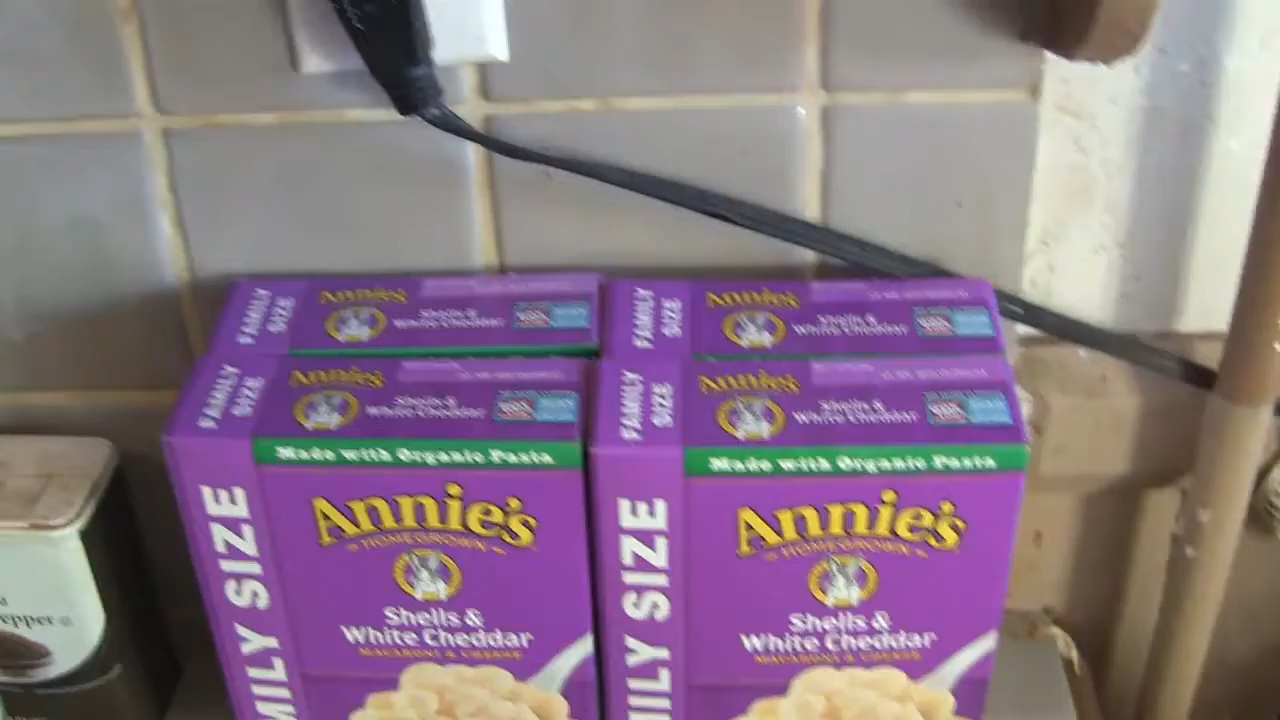 FAMILY
SIZE
Annie's
Shells &
White Cheddar
FAMILY
SIZE
Annie's
Shells &
White Cheddar
FAMILY
SIZE
Annie's
Shells &
White Cheddar
FAMILY
SIZE
Annie's
Shells &
White Cheddar
Made with Organic Pasta
Made with Organic Pasta
MILY SIZE
Annie's
HOMEGROWN
Shells &
White Cheddar
MACARONI & CHEESE
MILY SIZE
Annie's
HOMEGROWN
Shells &
White Cheddar
MACARONI & CHEESE
epper